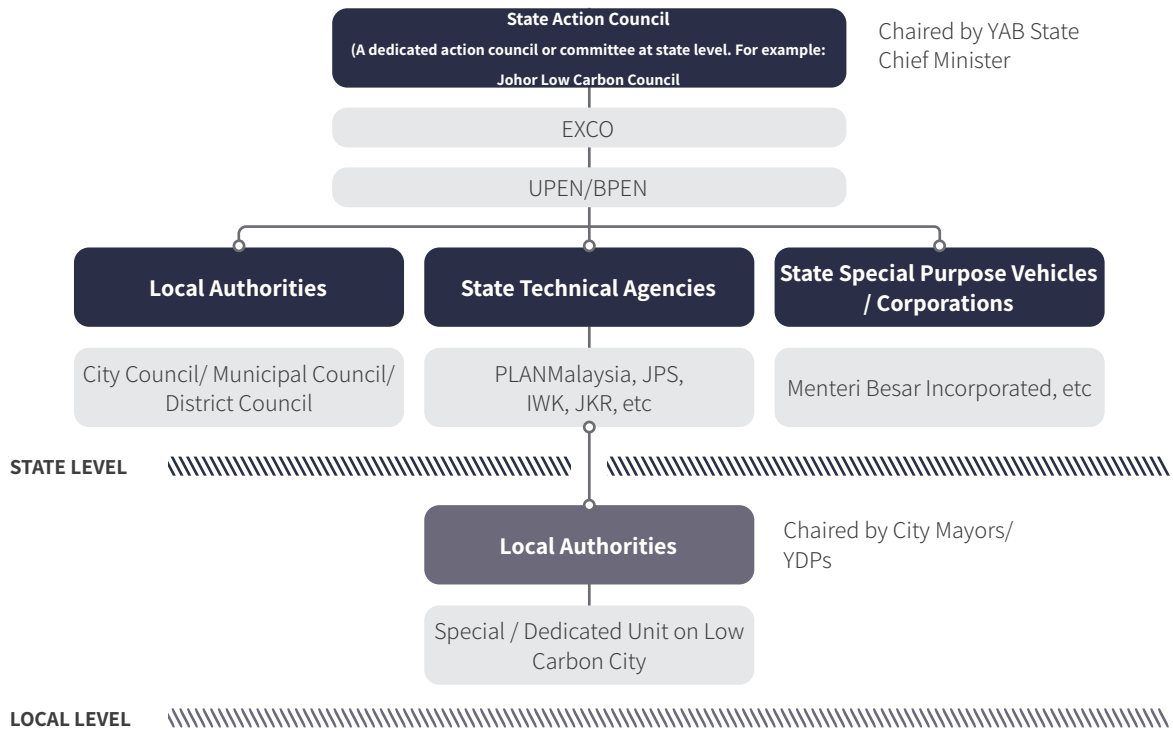 State Action Council
(A dedicated action council or committee at state level. For example:
Johor Low Carbon Council
Chaired by YAB State
Chief Minister
EXCO
UPEN/BPEN
Local Authorities
State Technical Agencies
State Special Purpose Vehicles
/ Corporations
City Council/ Municipal Council/
District Council
PLANMalaysia, JPS,
IWK, JKR, etc
Menteri Besar Incorporated, etc
STATE LEVEL
Local Authorities
Chaired by City Mayors/
YDPs
Special / Dedicated Unit on Low
Carbon City
LOCAL LEVEL